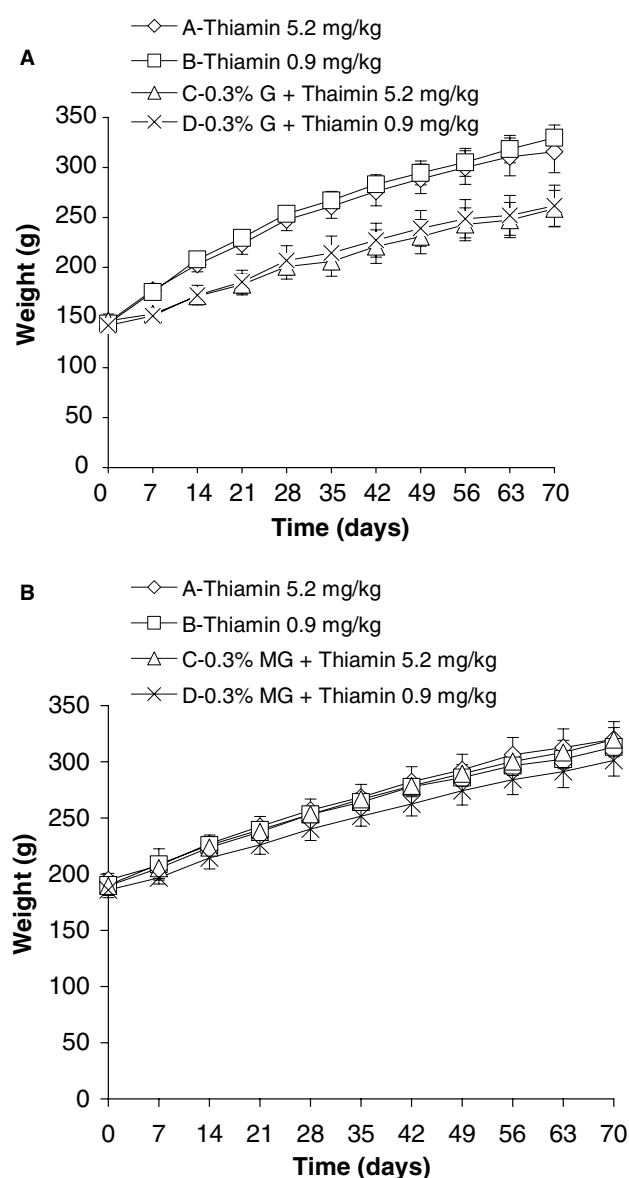 A
A-Thiamin 5.2 mg/kg
B-Thiamin 0.9 mg/kg
C-0.3% G + Thaimin 5.2 mg/kg
D-0.3% G + Thiamin 0.9 mg/kg
350
300
250
200
150
100
50
0
Weight (g)
0 7 14 21 28 35 42 49 56 63 70
Time (days)
B
A-Thiamin 5.2 mg/kg
B-Thiamin 0.9 mg/kg
C-0.3% MG + Thiamin 5.2 mg/kg
D-0.3% MG + Thiamin 0.9 mg/kg
350
300
250
200
150
100
50
0
Weight (g)
0 7 14 21 28 35 42 49 56 63 70
Time (days)